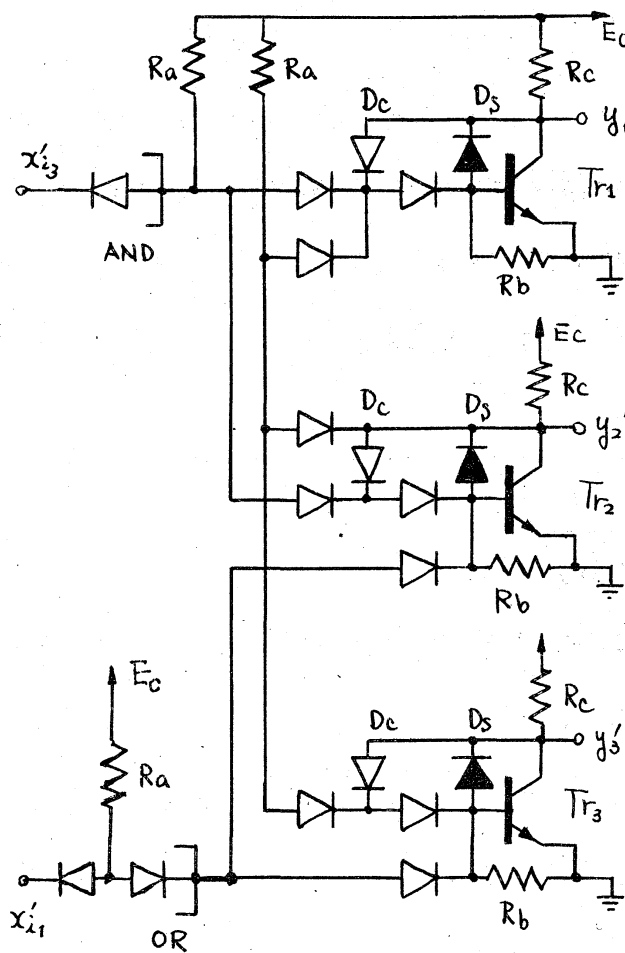 Ec
Ra
Ra
Rc
Dc
Ds
y₁
x'i₃
Tr₁
AND
Rb
Ec
Rc
Dc
Ds
y₂'
Tr₂
Rb
Ec
Rc
Dc
Ds
y₃'
Ra
Tr₃
x'i₁
OR
Rb